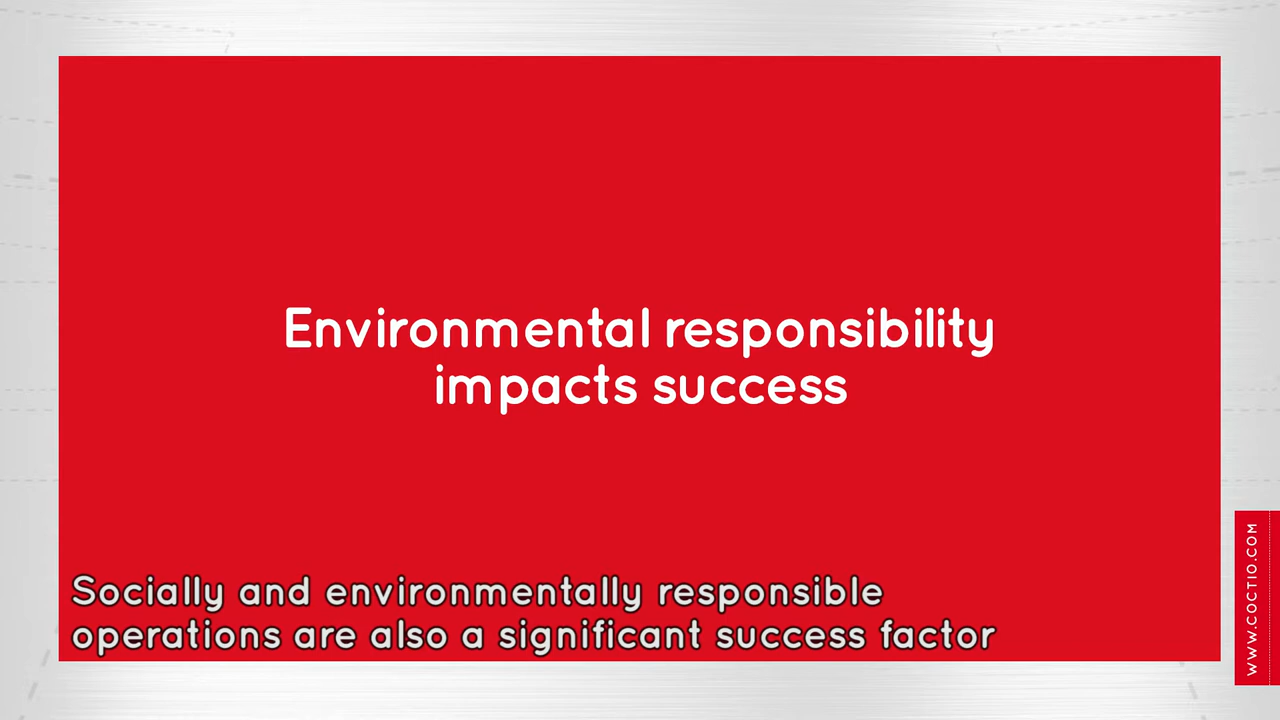 Environmental responsibility
impacts success
Socially and environmentally responsible
operations are also a significant success factor
WWW.COCTIO.COM